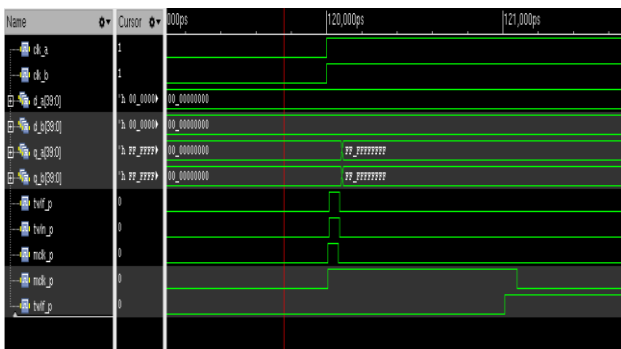 Name Cursor 000ps 120,000ps 121,000ps
clk_a 1
clk_b 1
d_a[39:0] 'h 00_0000 00_00000000
d_b[39:0] 'h 00_0000 00_00000000
q_a[39:0] 'h FF_FFFF 00_00000000 FF_FFFFFFFF
q_b[39:0] 'h FF_FFFF 00_00000000 FF_FFFFFFFF
twlf_p 0
twln_p 0
mclk_p 0
mclk_p 0
twlf_p 0